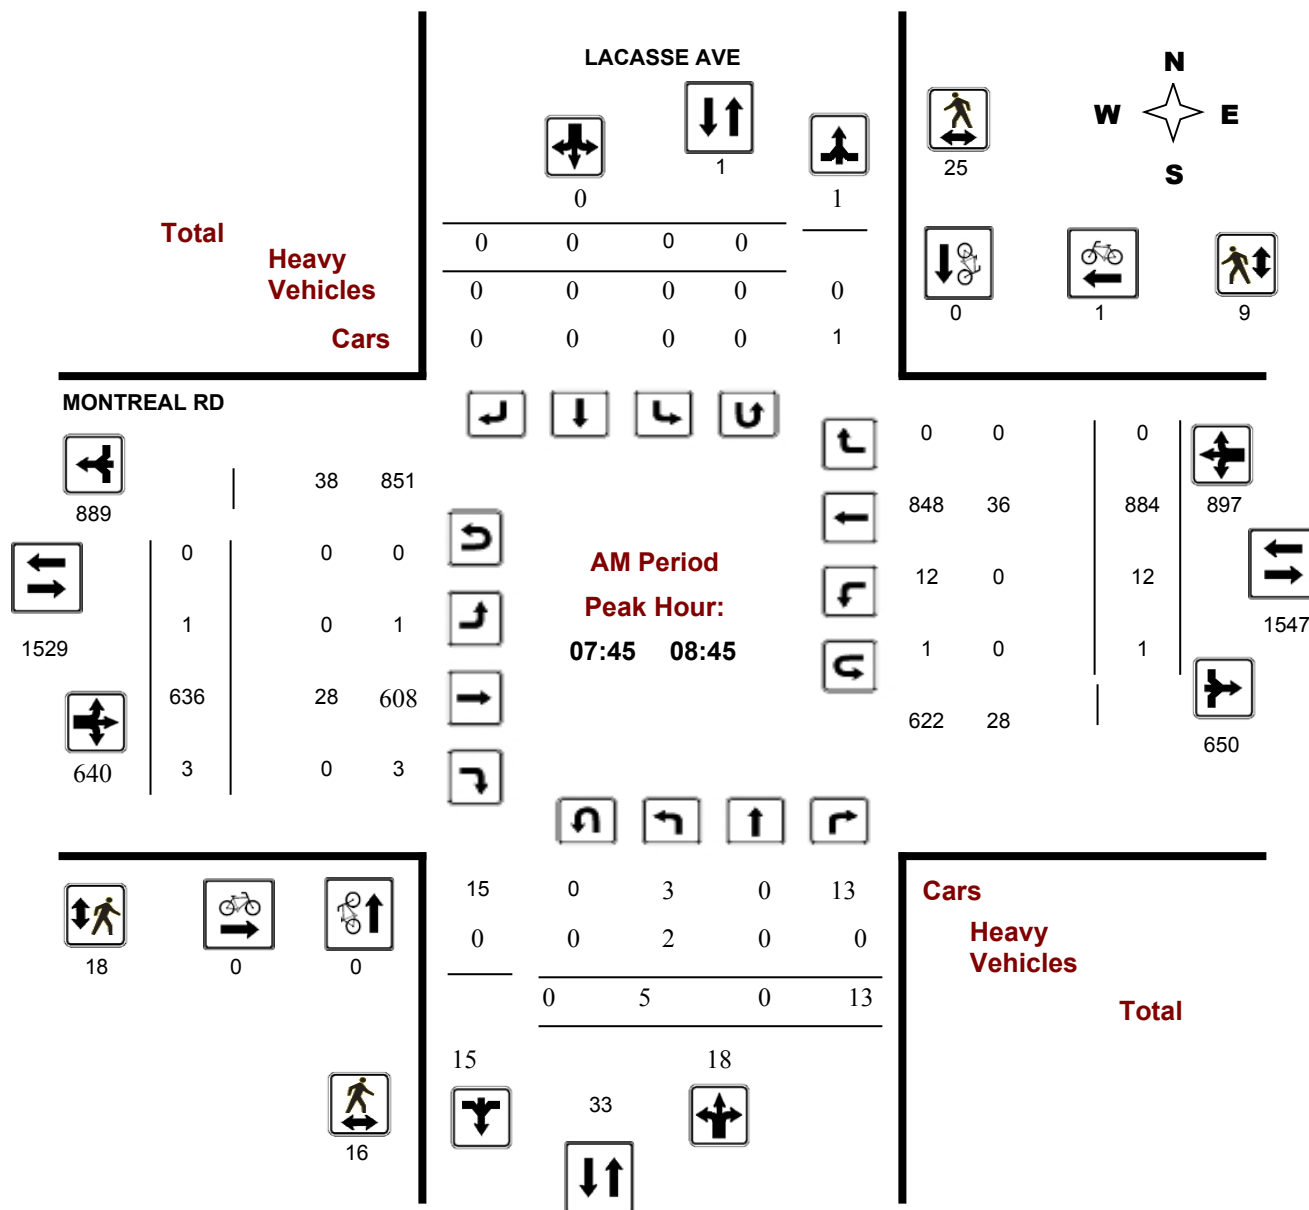 LACASSE AVE
N
W E
S
1
25
0 1
Total
0 0 0 0
Heavy
Vehicles
0 0 0 0 0
0 1 9
Cars
0 0 0 0 1
MONTREAL RD
0 0 0
38 851
889
848 36 884 897
0 0 0
AM Period
12 0 12
Peak Hour:
1 0 1
1529
1547
07:45 08:45
1 0 1
636 28 608
622 28
650
640 3 0 3
15 0 3 0 13
Cars
0 0 2 0 0
Heavy
Vehicles
18 0 0
0 5 0 13
Total
15 18
33
16